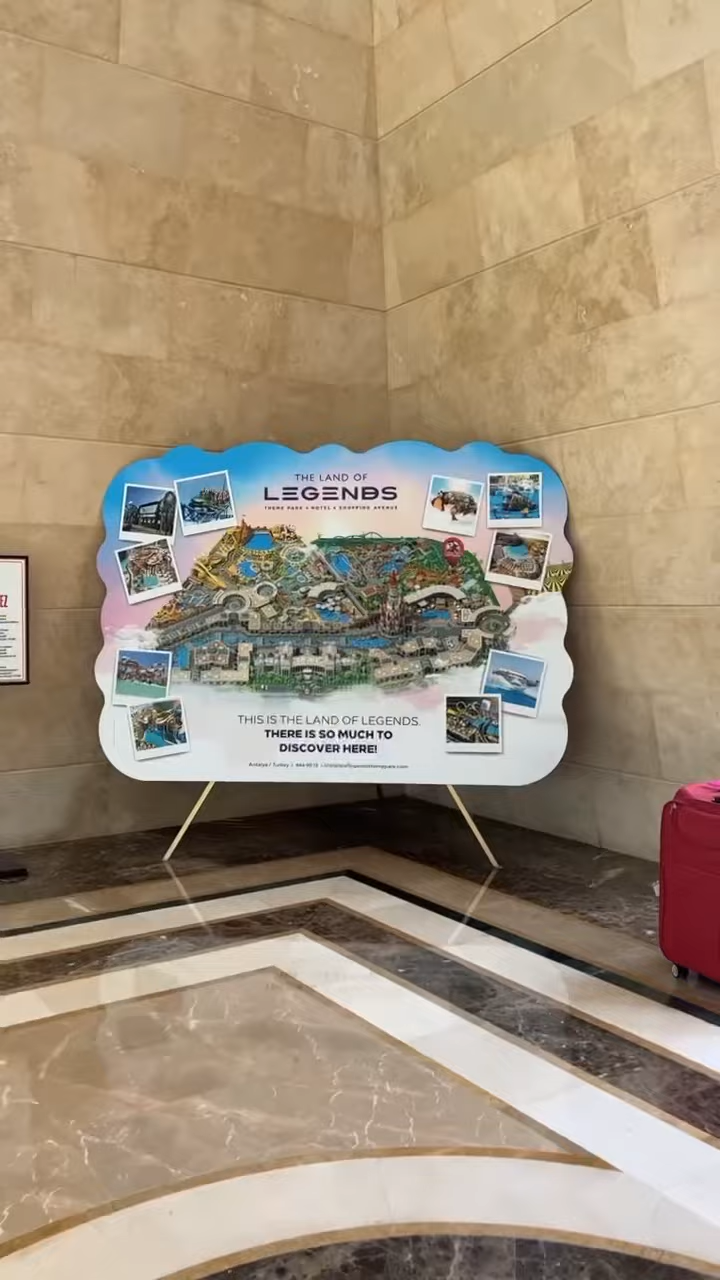 THE LAND OF
LEGENDS
THEME PARK • HOTEL • SHOPPING AVENUE
THIS IS THE LAND OF LEGENDS.
THERE IS SO MUCH TO
DISCOVER HERE!
Antalya / Turkey
EZ